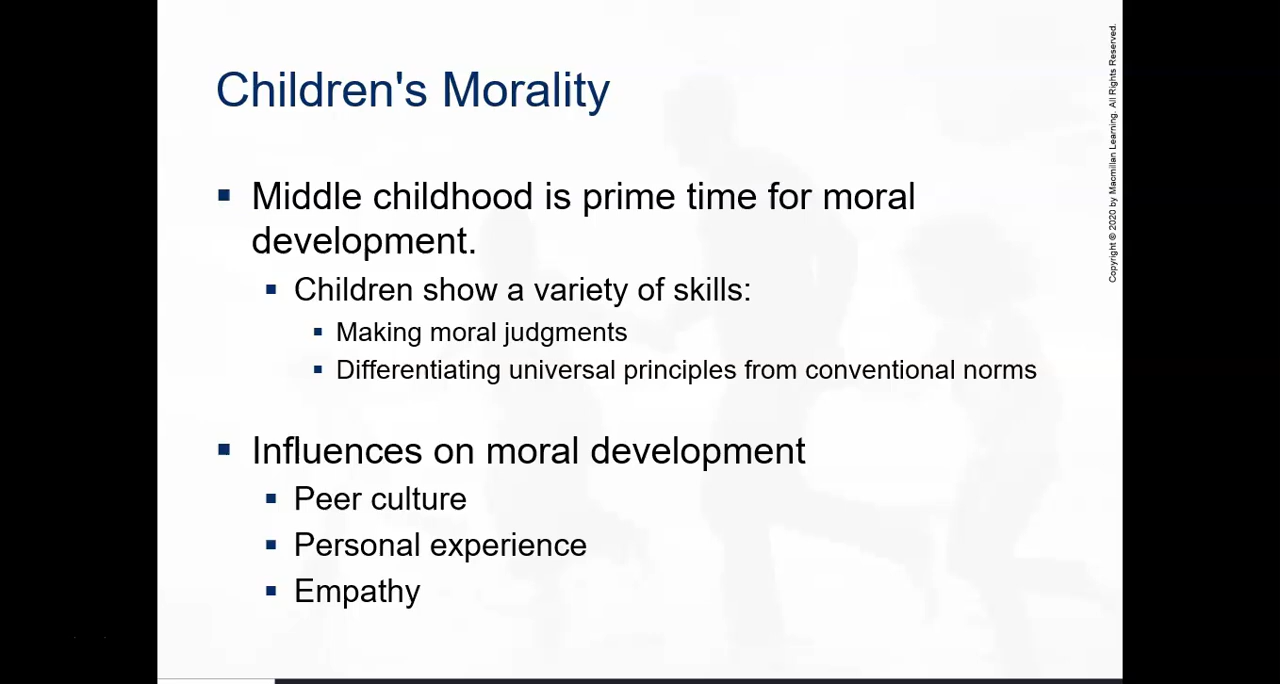 Children's Morality
▪ Middle childhood is prime time for moral
development.
▪ Children show a variety of skills:
▪ Making moral judgments
▪ Differentiating universal principles from conventional norms
▪ Influences on moral development
▪ Peer culture
▪ Personal experience
▪ Empathy
Copyright © 2020 by Macmillan Learning. All Rights Reserved.